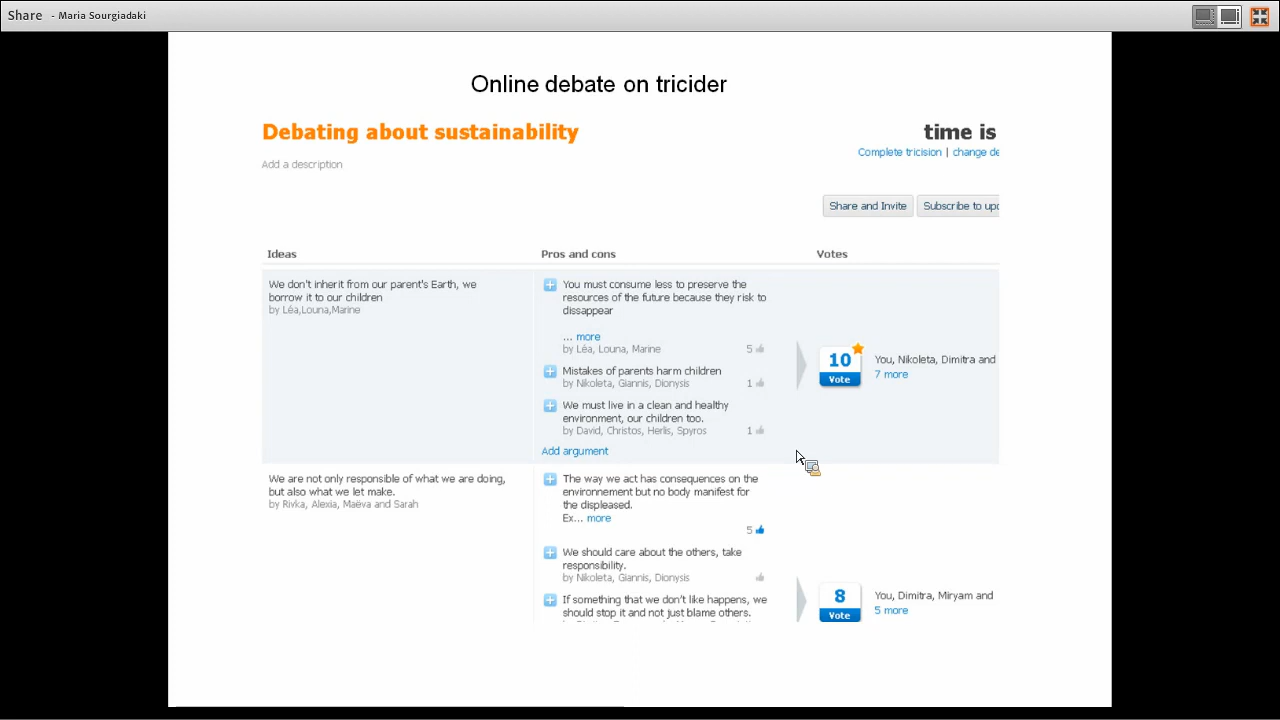 Share - Maria Sourgiadaki
Online debate on tricider
Debating about sustainability
time is
Complete tricision | change de
Add a description
Share and Invite
Subscribe to upd
Ideas
Pros and cons
Votes
We don't inherit from our parent's Earth, we
borrow it to our children
by Léa,Louna,Marine
You must consume less to preserve the
resources of the future because they risk to
dissappear
... more
by Léa, Louna, Marine
5
Mistakes of parents harm children
by Nikoleta, Giannis, Dionysis
1
We must live in a clean and healthy
environment, our children too.
by David, Christos, Herlis, Spyros
1
Add argument
10
Vote
You, Nikoleta, Dimitra and
7 more
We are not only responsible of what we are doing,
but also what we let make.
by Rivka, Alexia, Maëva and Sarah
The way we act has consequences on the
environnement but no body manifest for
the displeased.
Ex... more
5
We should care about the others, take
responsibility.
by Nikoleta, Giannis, Dionysis
If something that we don't like happens, we
should stop it and not just blame others.
8
Vote
You, Dimitra, Miryam and
5 more